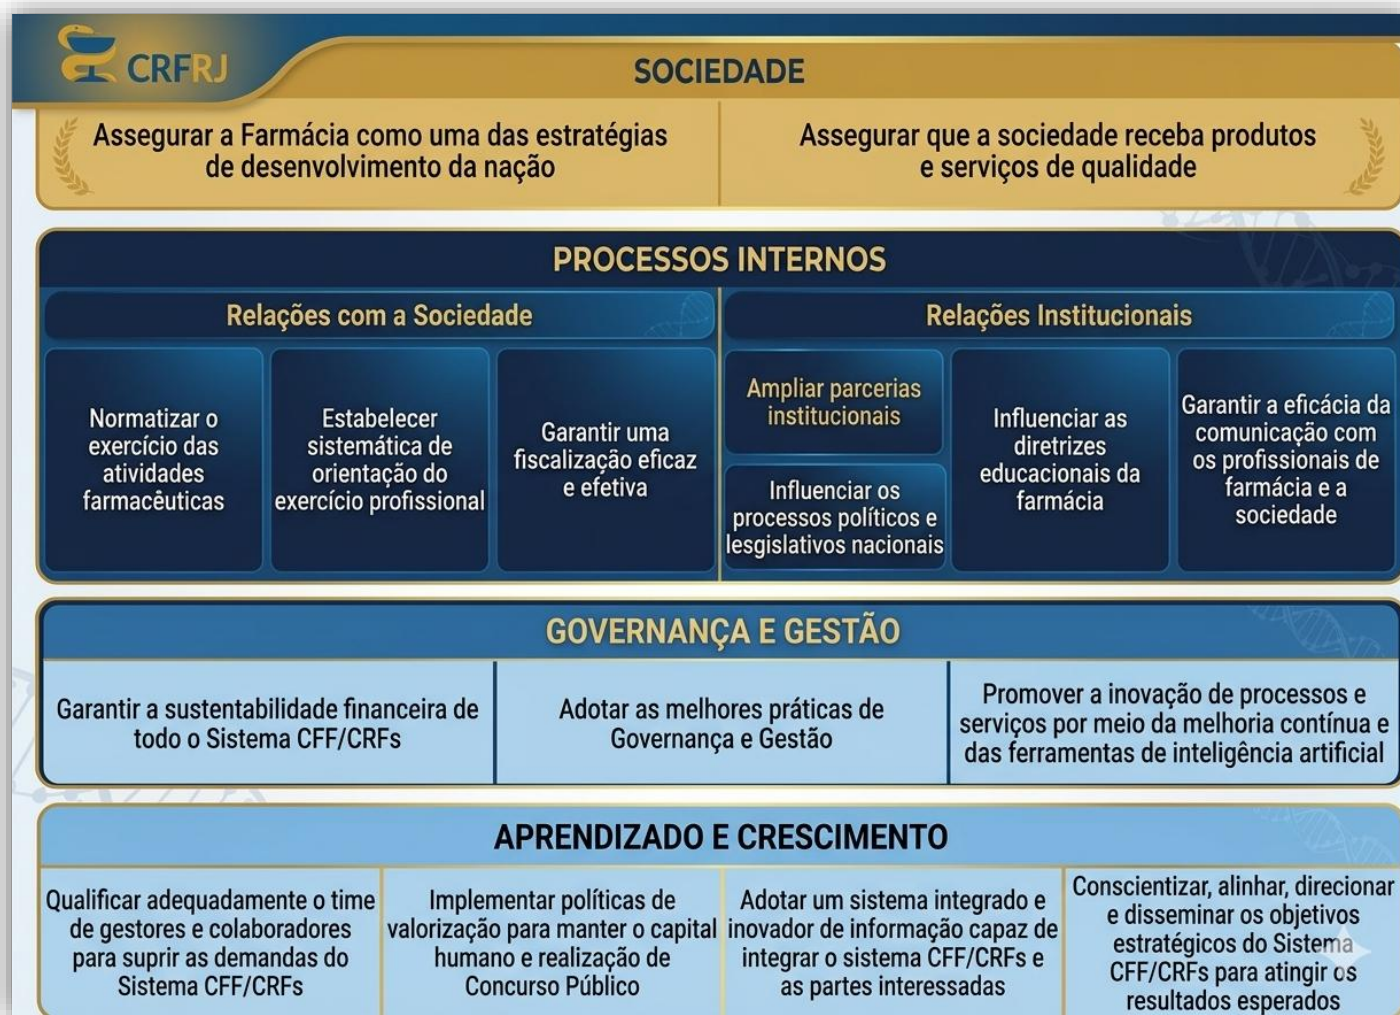 CRFRJ
SOCIEDADE
Assegurar a Farmácia como uma das estratégias
de desenvolvimento da nação
Assegurar que a sociedade receba produtos
e serviços de qualidade
PROCESSOS INTERNOS
Relações com a Sociedade
Normatizar o
exercício das
atividades
farmacêuticas
Estabelecer
sistemática de
orientação do
exercício profissional
Garantir uma
fiscalização eficaz
e efetiva
Relações Institucionais
Ampliar parcerias
institucionais
Influenciar os
processos políticos e
lesgislativos nacionais
Influenciar as
diretrizes
educacionais da
farmácia
Garantir a eficácia da
comunicação com
os profissionais de
farmácia e a
sociedade
GOVERNANÇA E GESTÃO
Garantir a sustentabilidade financeira de
todo o Sistema CFF/CRFs
Adotar as melhores práticas de
Governança e Gestão
Promover a inovação de processos e
serviços por meio da melhoria contínua e
das ferramentas de inteligência artificial
APRENDIZADO E CRESCIMENTO
Qualificar adequadamente o time
de gestores e colaboradores
para suprir as demandas do
Sistema CFF/CRFs
Implementar políticas de
valorização para manter o capital
humano e realização de
Concurso Público
Adotar um sistema integrado e
inovador de informação capaz de
integrar o sistema CFF/CRFs e
as partes interessadas
Conscientizar, alinhar, direcionar
e disseminar os objetivos
estratégicos do Sistema
CFF/CRFs para atingir os
resultados esperados